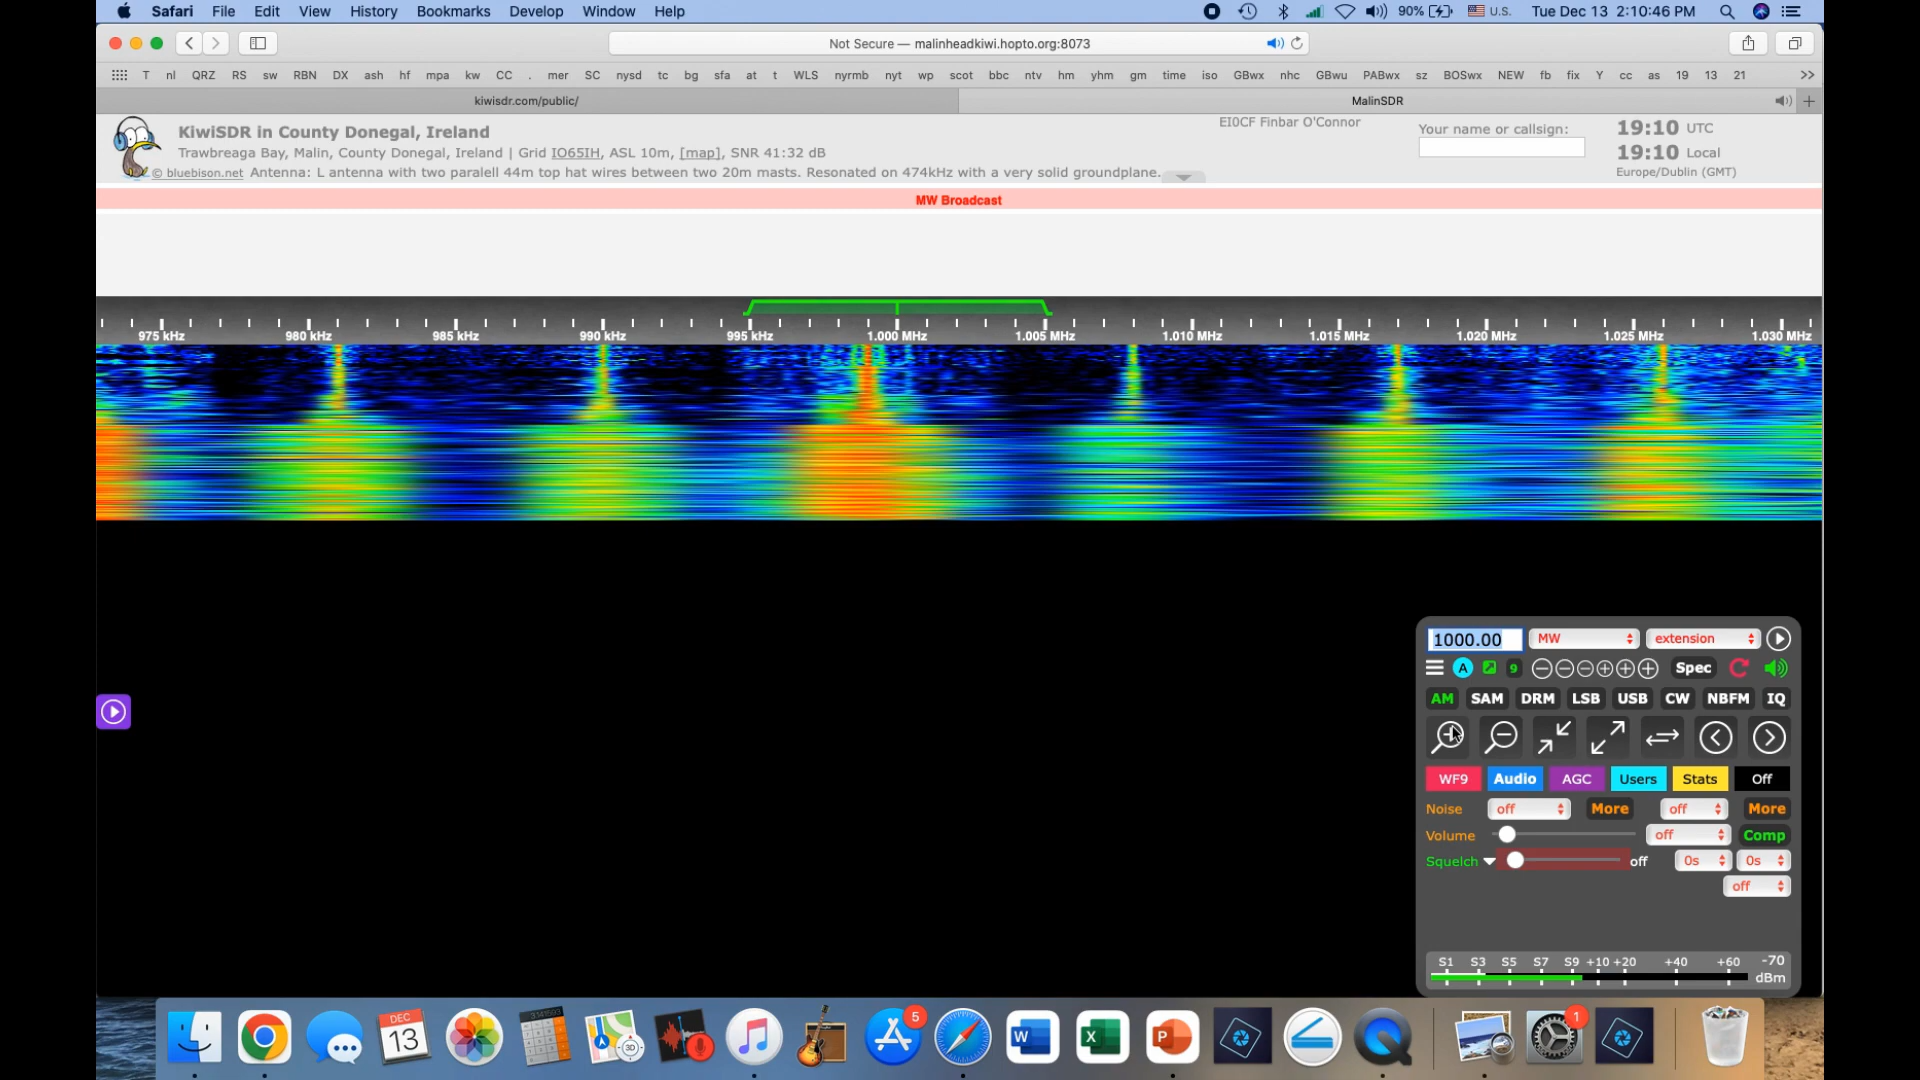 Safari File Edit View History Bookmarks Develop Window Help 90% U.S. Tue Dec 13 2:10:46 PM
Not Secure — malinheadkiwi.hopto.org:8073
T nl QRZ RS sw RBN DX ash hf mpa kw CC . mer SC nysd tc bg sfa at t WLS nyrmb nyt wp scot bbc ntv hm yhm gm time iso GBwx nhc GBwu PABwx sz BOSwx NEW fb fix Y cc as 19 13 21 >>
kiwisdr.com/public/ MalinSDR +
KiwiSDR in County Donegal, Ireland
Trawbreaga Bay, Malin, County Donegal, Ireland | Grid IO65IH, ASL 10m, [map], SNR 41:32 dB
© bluebison.net Antenna: L antenna with two paralell 44m top hat wires between two 20m masts. Resonated on 474kHz with a very solid groundplane.
EI0CF Finbar O'Connor
Your name or callsign:
19:10 UTC
19:10 Local
Europe/Dublin (GMT)
MW Broadcast
975 kHz 980 kHz 985 kHz 990 kHz 995 kHz 1.000 MHz 1.005 MHz 1.010 MHz 1.015 MHz 1.020 MHz 1.025 MHz 1.030 MHz
1000.00 MW extension
A 9 Spec
AM SAM DRM LSB USB CW NBFM IQ
WF9 Audio AGC Users Stats Off
Noise off More off More
Volume off Comp
Squelch off 0s 0s
off
S1 S3 S5 S7 S9 +10 +20 +40 +60 -70
dBm
DEC
13
3D
5
W
X
P
1